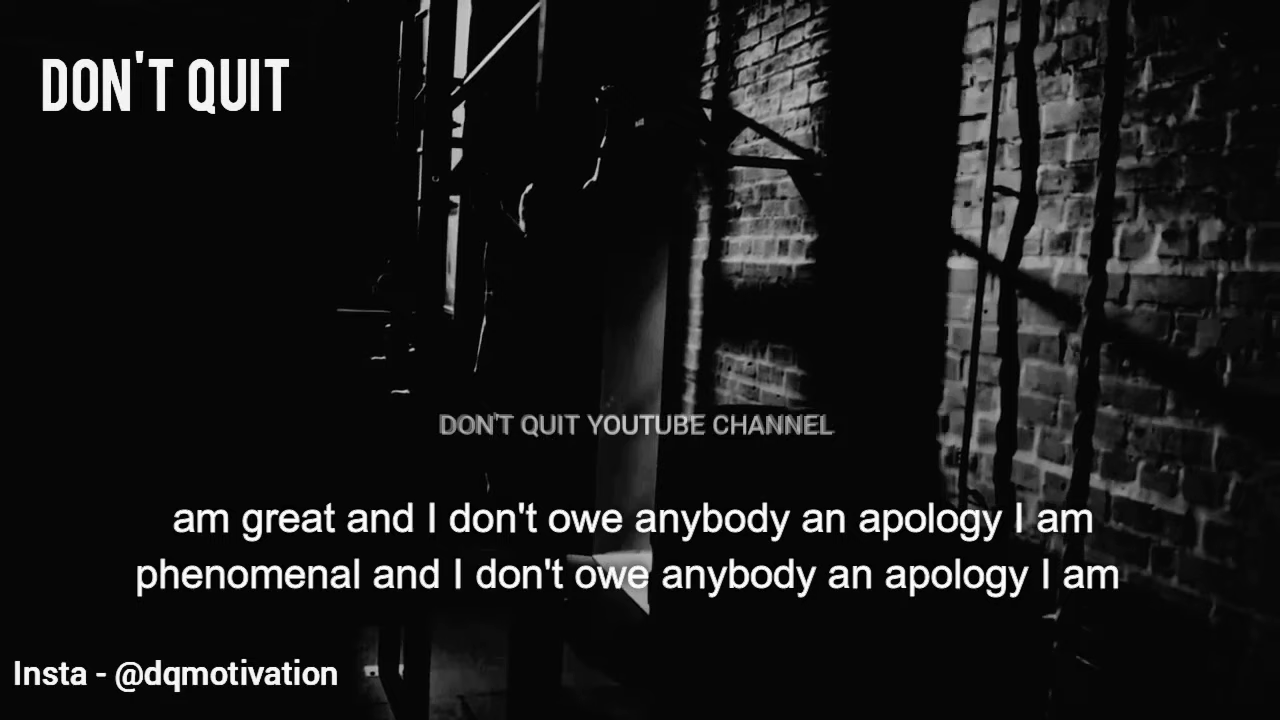 DON'T QUIT
DON'T QUIT YOUTUBE CHANNEL
am great and I don't owe anybody an apology I am
phenomenal and I don't owe anybody an apology I am
Insta - @dqmotivation